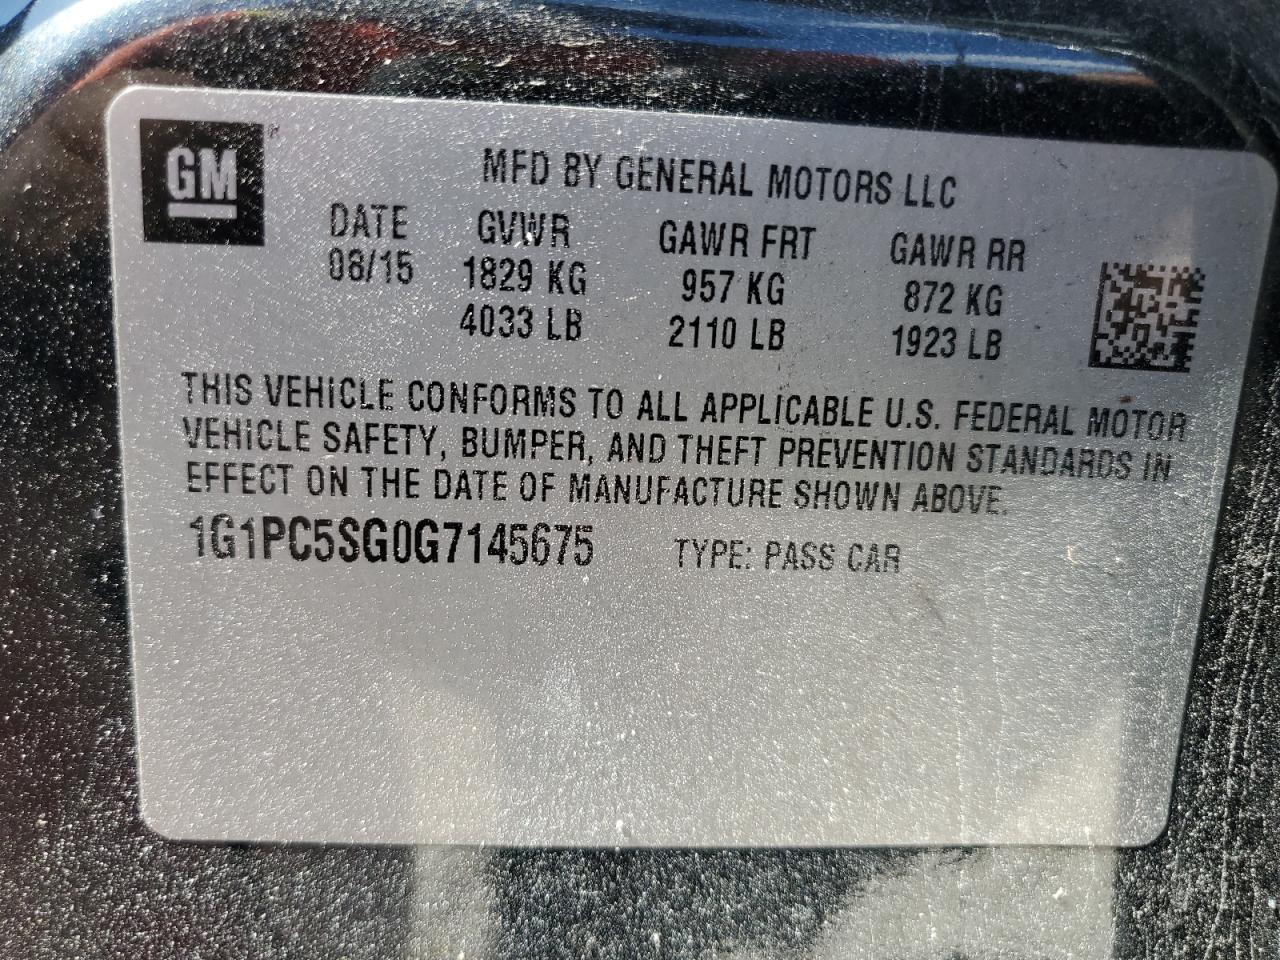 GM
MFD BY GENERAL MOTORS LLC
DATE GVWR GAWR FRT GAWR RR
08/15 1829 KG 957 KG 872 KG
4033 LB 2110 LB 1923 LB
THIS VEHICLE CONFORMS TO ALL APPLICABLE U.S. FEDERAL MOTOR
VEHICLE SAFETY, BUMPER, AND THEFT PREVENTION STANDARDS IN
EFFECT ON THE DATE OF MANUFACTURE SHOWN ABOVE.
1G1PC5SG0G7145675 TYPE: PASS CAR